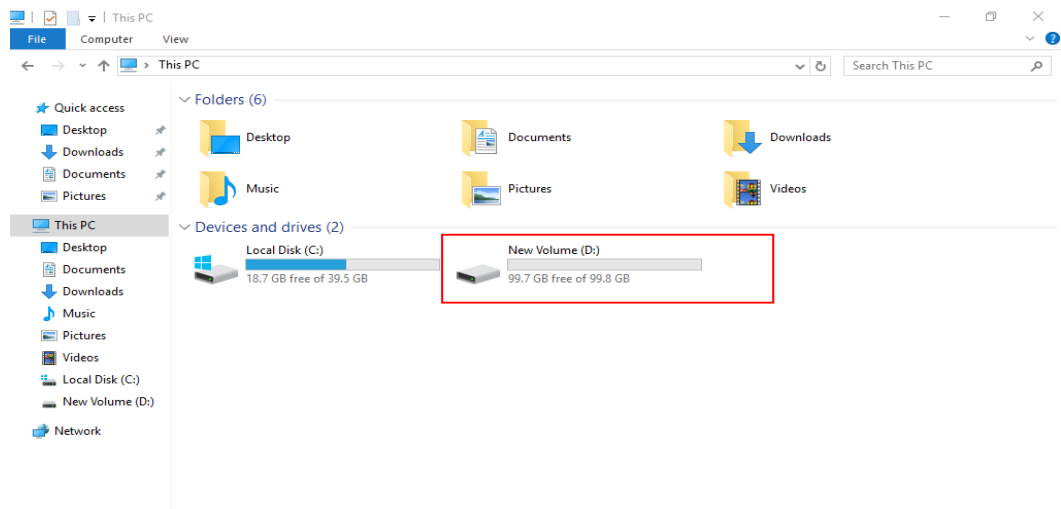 This PC
File Computer View
This PC
Search This PC
Quick access
Desktop
Downloads
Documents
Pictures
This PC
Desktop
Documents
Downloads
Music
Pictures
Videos
Local Disk (C:)
New Volume (D:)
Network
Folders (6)
Desktop Documents Downloads
Music Pictures Videos
Devices and drives (2)
Local Disk (C:)
18.7 GB free of 39.5 GB
New Volume (D:)
99.7 GB free of 99.8 GB